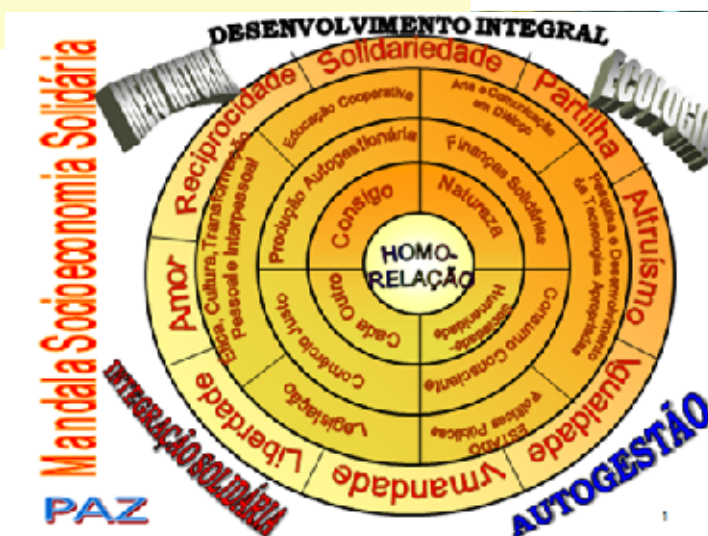 DESENVOLVIMENTO INTEGRAL
Mandala Socioeconomia Solidária
ECOLOGIA
Solidariedade
Partilha
Altruísmo
Igualdade
Irmandade
Liberdade
Amor
Reciprocidade
Educação Cooperativa
Arte e Comunicação
em Diálogo
Pesquisa e Desenvolvimento
de Tecnologias Apropriadas
ESTADO
Políticas Públicas
Legislação
Ética, Cultura, Transformação
Pessoal e Interpessoal
Produção Autogestionária
Finanças Solidárias
Consumo Consciente
Comércio Justo
Consigo
Natureza
Sociedade-
Humanidade
Cada Outro
HOMO-
RELAÇÃO
INTEGRAÇÃO SOLIDÁRIA
AUTOGESTÃO
PAZ
1